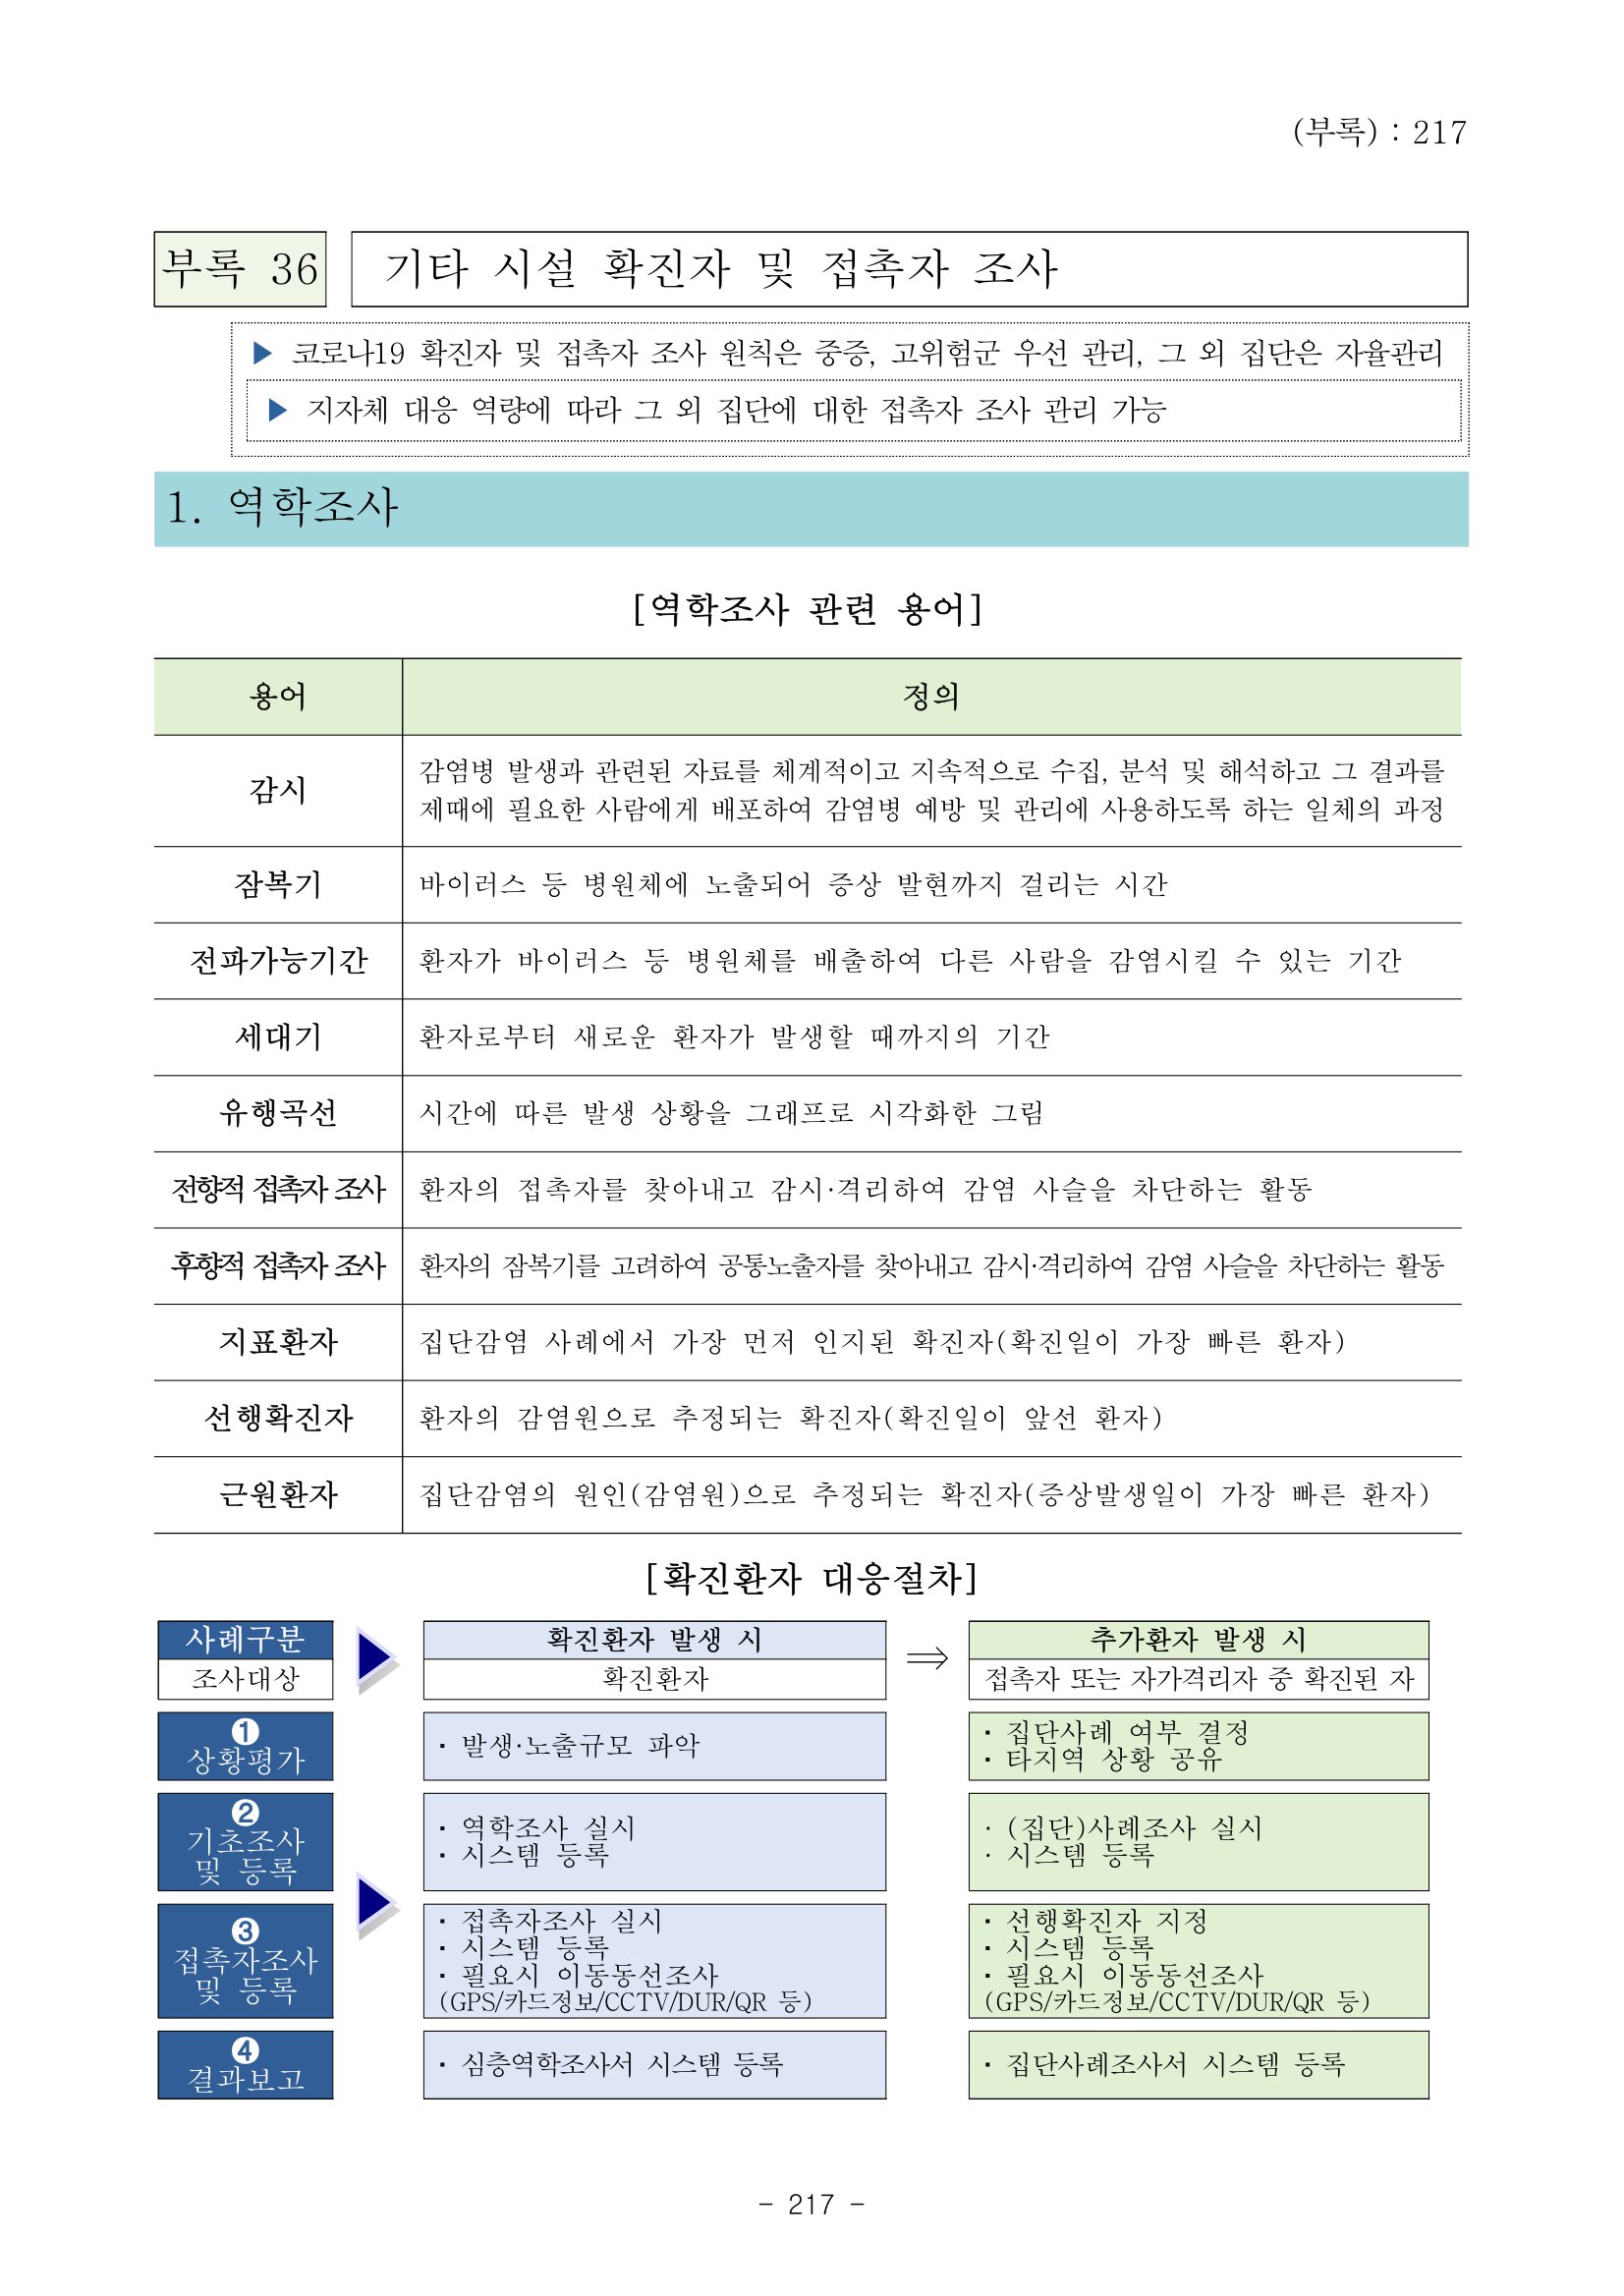 (부록) : 217
부록 36
기타 시설 확진자 및 접촉자 조사
▶ 코로나19 확진자 및 접촉자 조사 원칙은 중증, 고위험군 우선 관리, 그 외 집단은 자율관리
▶ 지자체 대응 역량에 따라 그 외 집단에 대한 접촉자 조사 관리 가능
1. 역학조사
[역학조사 관련 용어]
용어 정의
감시
감염병 발생과 관련된 자료를 체계적이고 지속적으로 수집, 분석 및 해석하고 그 결과를
제때에 필요한 사람에게 배포하여 감염병 예방 및 관리에 사용하도록 하는 일체의 과정
잠복기 바이러스 등 병원체에 노출되어 증상 발현까지 걸리는 시간
전파가능기간 환자가 바이러스 등 병원체를 배출하여 다른 사람을 감염시킬 수 있는 기간
세대기 환자로부터 새로운 환자가 발생할 때까지의 기간
유행곡선 시간에 따른 발생 상황을 그래프로 시각화한 그림
전향적 접촉자 조사 환자의 접촉자를 찾아내고 감시·격리하여 감염 사슬을 차단하는 활동
후향적 접촉자 조사 환자의 잠복기를 고려하여 공통노출자를 찾아내고 감시·격리하여 감염 사슬을 차단하는 활동
지표환자 집단감염 사례에서 가장 먼저 인지된 확진자(확진일이 가장 빠른 환자)
선행확진자 환자의 감염원으로 추정되는 확진자(확진일이 앞선 환자)
근원환자 집단감염의 원인(감염원)으로 추정되는 확진자(증상발생일이 가장 빠른 환자)
[확진환자 대응절차]
사례구분 확진환자 발생 시 ⇒ 추가환자 발생 시
조사대상 확진환자 접촉자 또는 자가격리자 중 확진된 자
❶
상황평가
· 발생·노출규모 파악
· 집단사례 여부 결정
· 타지역 상황 공유
❷
기초조사
및 등록
· 역학조사 실시
· 시스템 등록
· (집단)사례조사 실시
· 시스템 등록
❸
접촉자조사
및 등록
· 접촉자조사 실시
· 시스템 등록
· 필요시 이동동선조사
(GPS/카드정보/CCTV/DUR/QR 등)
· 선행확진자 지정
· 시스템 등록
· 필요시 이동동선조사
(GPS/카드정보/CCTV/DUR/QR 등)
❹
결과보고
· 심층역학조사서 시스템 등록
· 집단사례조사서 시스템 등록
- 217 -